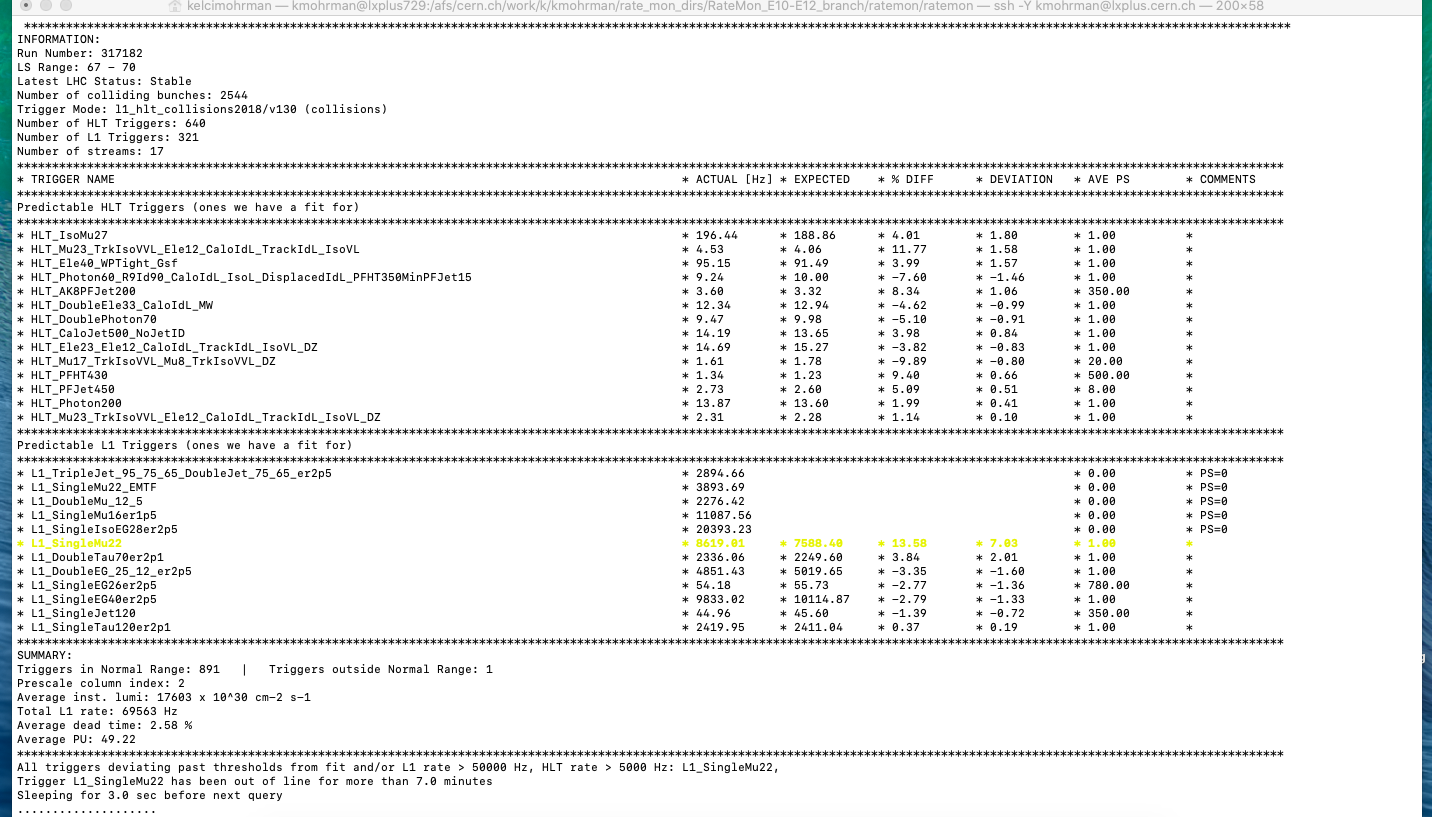 kelcimohrman — kmohrman@lxplus729:/afs/cern.ch/work/k/kmohrman/rate_mon_dirs/RateMon_E10-E12_branch/ratemon/ratemon — ssh -Y kmohrman@lxplus.cern.ch — 200×58
************************************************************************************************************************************************************************************
INFORMATION:
Run Number: 317182
LS Range: 67 - 70
Latest LHC Status: Stable
Number of colliding bunches: 2544
Trigger Mode: l1_hlt_collisions2018/v130 (collisions)
Number of HLT Triggers: 640
Number of L1 Triggers: 321
Number of streams: 17
************************************************************************************************************************************************************************************
* TRIGGER NAME * ACTUAL [Hz] * EXPECTED * % DIFF * DEVIATION * AVE PS * COMMENTS
************************************************************************************************************************************************************************************
Predictable HLT Triggers (ones we have a fit for)
************************************************************************************************************************************************************************************
* HLT_IsoMu27 * 196.44 * 188.86 * 4.01 * 1.80 * 1.00 *
* HLT_Mu23_TrkIsoVVL_Ele12_CaloIdL_TrackIdL_IsoVL * 4.53 * 4.06 * 11.77 * 1.58 * 1.00 *
* HLT_Ele40_WPTight_Gsf * 95.15 * 91.49 * 3.99 * 1.57 * 1.00 *
* HLT_Photon60_R9Id90_CaloIdL_IsoL_DisplacedIdL_PFHT350MinPFJet15 * 9.24 * 10.00 * -7.60 * -1.46 * 1.00 *
* HLT_AK8PFJet200 * 3.60 * 3.32 * 8.34 * 1.06 * 350.00 *
* HLT_DoubleEle33_CaloIdL_MW * 12.34 * 12.94 * -4.62 * -0.99 * 1.00 *
* HLT_DoublePhoton70 * 9.47 * 9.98 * -5.10 * -0.91 * 1.00 *
* HLT_CaloJet500_NoJetID * 14.19 * 13.65 * 3.98 * 0.84 * 1.00 *
* HLT_Ele23_Ele12_CaloIdL_TrackIdL_IsoVL_DZ * 14.69 * 15.27 * -3.82 * -0.83 * 1.00 *
* HLT_Mu17_TrkIsoVVL_Mu8_TrkIsoVVL_DZ * 1.61 * 1.78 * -9.89 * -0.80 * 20.00 *
* HLT_PFHT430 * 1.34 * 1.23 * 9.40 * 0.66 * 500.00 *
* HLT_PFJet450 * 2.73 * 2.60 * 5.09 * 0.51 * 8.00 *
* HLT_Photon200 * 13.87 * 13.60 * 1.99 * 0.41 * 1.00 *
* HLT_Mu23_TrkIsoVVL_Ele12_CaloIdL_TrackIdL_IsoVL_DZ * 2.31 * 2.28 * 1.14 * 0.10 * 1.00 *
************************************************************************************************************************************************************************************
Predictable L1 Triggers (ones we have a fit for)
************************************************************************************************************************************************************************************
* L1_TripleJet_95_75_65_DoubleJet_75_65_er2p5 * 2894.66 * 0.00 * PS=0
* L1_SingleMu22_EMTF * 3893.69 * 0.00 * PS=0
* L1_DoubleMu_12_5 * 2276.42 * 0.00 * PS=0
* L1_SingleMu16er1p5 * 11087.56 * 0.00 * PS=0
* L1_SingleIsoEG28er2p5 * 20393.23 * 0.00 * PS=0
* L1_SingleMu22 * 8619.01 * 7588.40 * 13.58 * 7.03 * 1.00 *
* L1_DoubleTau70er2p1 * 2336.06 * 2249.60 * 3.84 * 2.01 * 1.00 *
* L1_DoubleEG_25_12_er2p5 * 4851.43 * 5019.65 * -3.35 * -1.60 * 1.00 *
* L1_SingleEG26er2p5 * 54.18 * 55.73 * -2.77 * -1.36 * 780.00 *
* L1_SingleEG40er2p5 * 9833.02 * 10114.87 * -2.79 * -1.33 * 1.00 *
* L1_SingleJet120 * 44.96 * 45.60 * -1.39 * -0.72 * 350.00 *
* L1_SingleTau120er2p1 * 2419.95 * 2411.04 * 0.37 * 0.19 * 1.00 *
************************************************************************************************************************************************************************************
SUMMARY:
Triggers in Normal Range: 891 | Triggers outside Normal Range: 1
Prescale column index: 2
Average inst. lumi: 17603 x 10^30 cm-2 s-1
Total L1 rate: 69563 Hz
Average dead time: 2.58 %
Average PU: 49.22
************************************************************************************************************************************************************************************
All triggers deviating past thresholds from fit and/or L1 rate > 50000 Hz, HLT rate > 5000 Hz: L1_SingleMu22,
Trigger L1_SingleMu22 has been out of line for more than 7.0 minutes
Sleeping for 3.0 sec before next query
....................